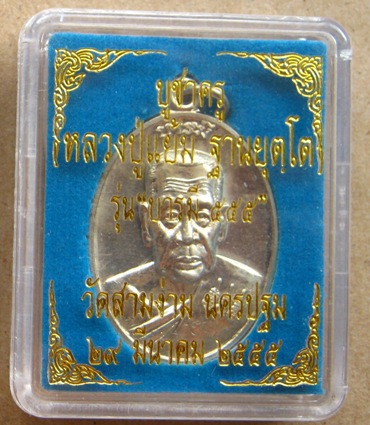 บูชาครู
หลวงปู่แย้ม ฐานยุตฺโต
รุ่น "บารมี ๕๕๕"
วัดสามง่าม นครปฐม
๒๙ มีนาคม ๒๕๕๕